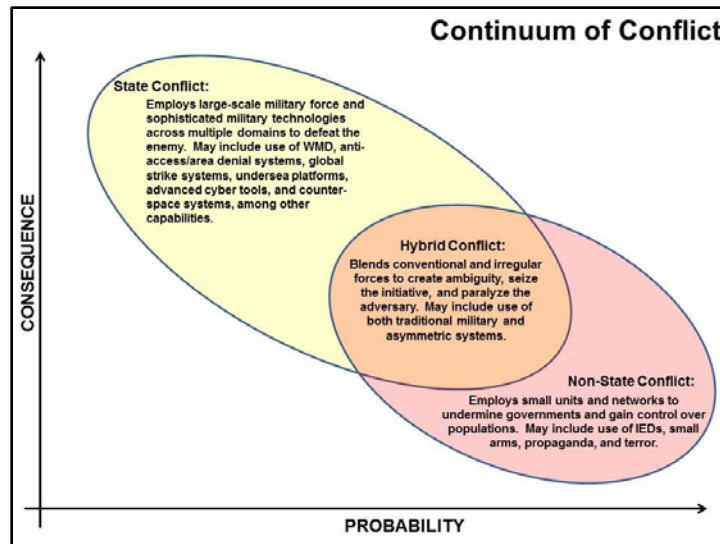 Continuum of Conflict
State Conflict:
Employs large-scale military force and
sophisticated military technologies
across multiple domains to defeat the
enemy. May include use of WMD, anti-
access/area denial systems, global
strike systems, undersea platforms,
advanced cyber tools, and counter-
space systems, among other
capabilities.
Hybrid Conflict:
Blends conventional and irregular
forces to create ambiguity, seize
the initiative, and paralyze the
adversary. May include use of
both traditional military and
asymmetric systems.
Non-State Conflict:
Employs small units and networks to
undermine governments and gain control over
populations. May include use of IEDs, small
arms, propaganda, and terror.
CONSEQUENCE
PROBABILITY